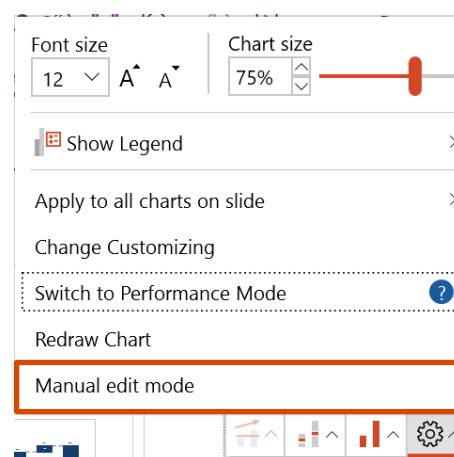 Font size
Chart size
12
A
A
75%
Show Legend
Apply to all charts on slide
Change Customizing
Switch to Performance Mode
?
Redraw Chart
Manual edit mode